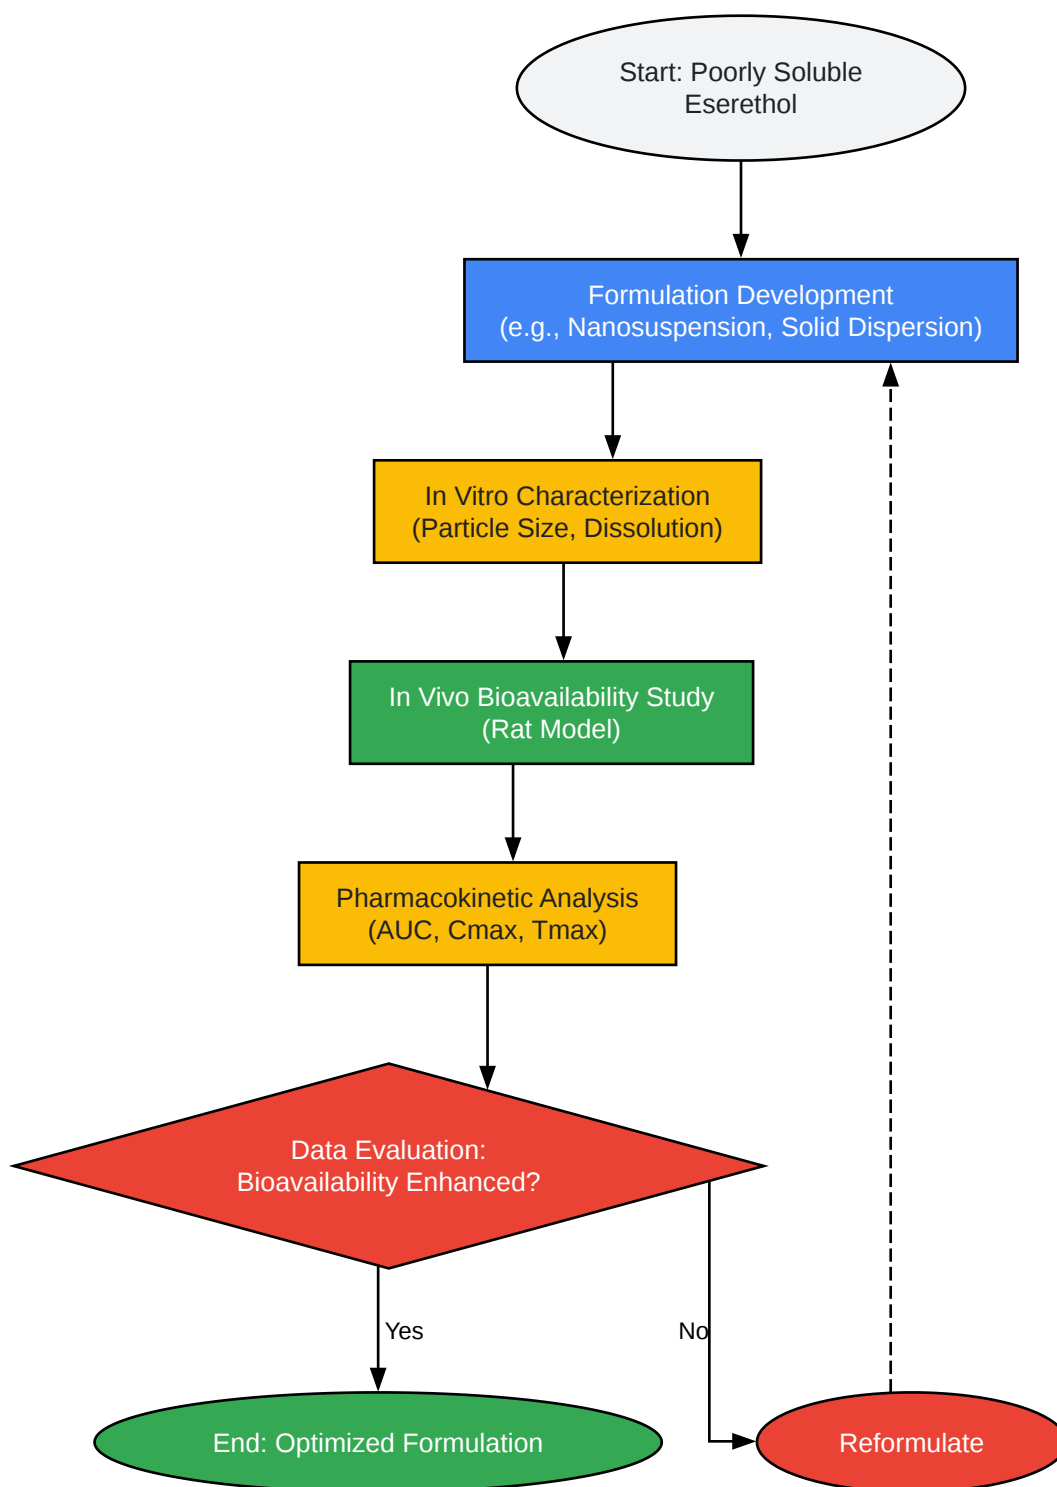 Start: Poorly Soluble
Eserethol
Formulation Development
(e.g., Nanosuspension, Solid Dispersion)
In Vitro Characterization
(Particle Size, Dissolution)
In Vivo Bioavailability Study
(Rat Model)
Pharmacokinetic Analysis
(AUC, Cmax, Tmax)
Data Evaluation:
Bioavailability Enhanced?
Yes
No
End: Optimized Formulation
Reformulate